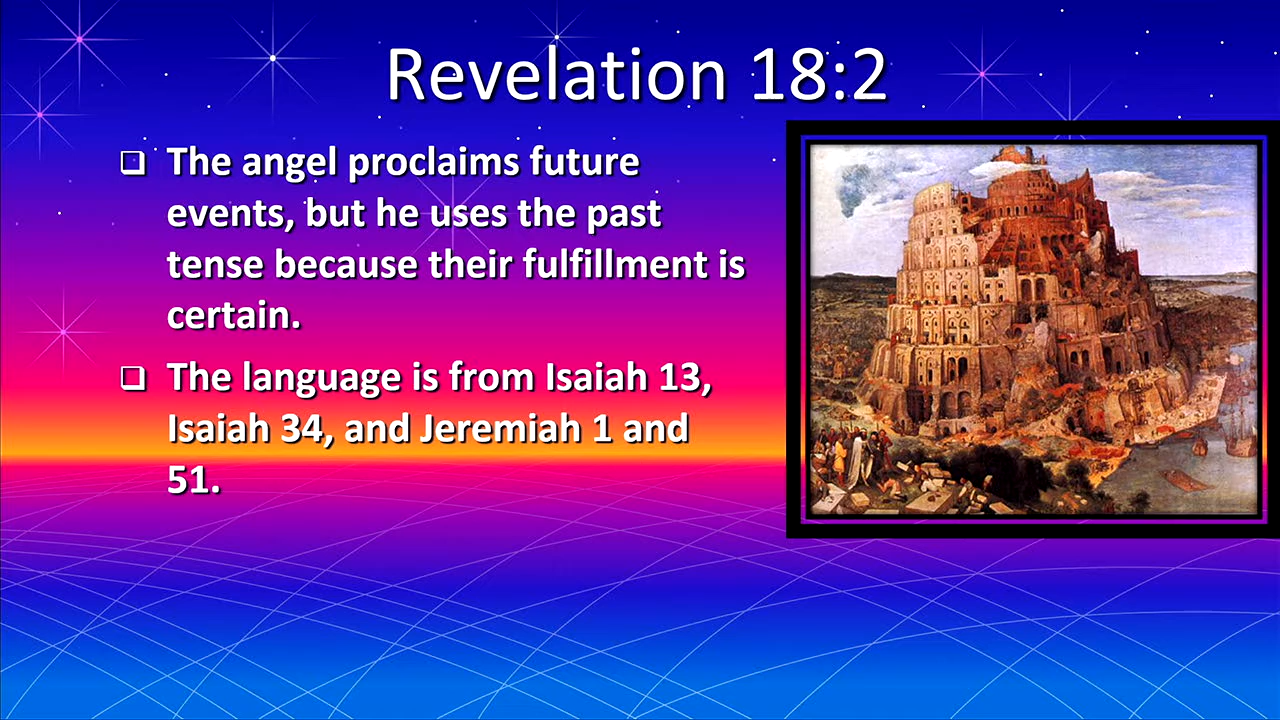 Revelation 18:2
❑ The angel proclaims future
events, but he uses the past
tense because their fulfillment is
certain.
❑ The language is from Isaiah 13,
Isaiah 34, and Jeremiah 1 and
51.